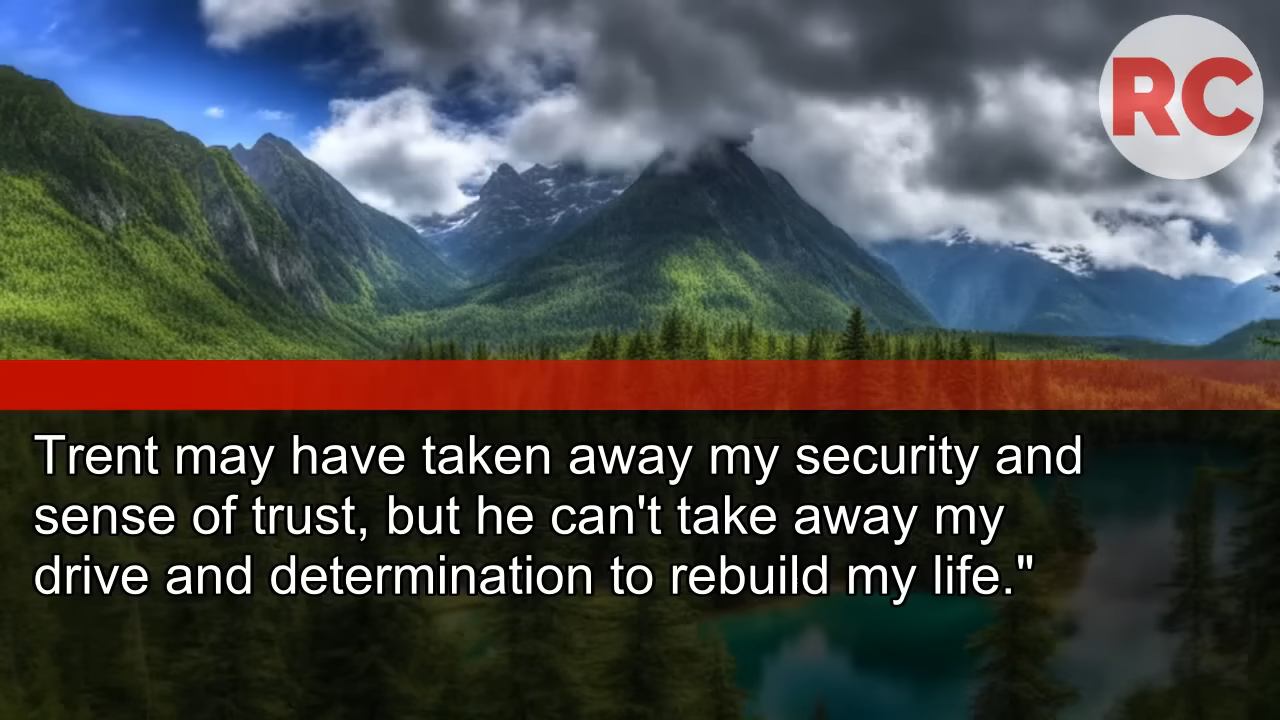 RC
Trent may have taken away my security and
sense of trust, but he can't take away my
drive and determination to rebuild my life."